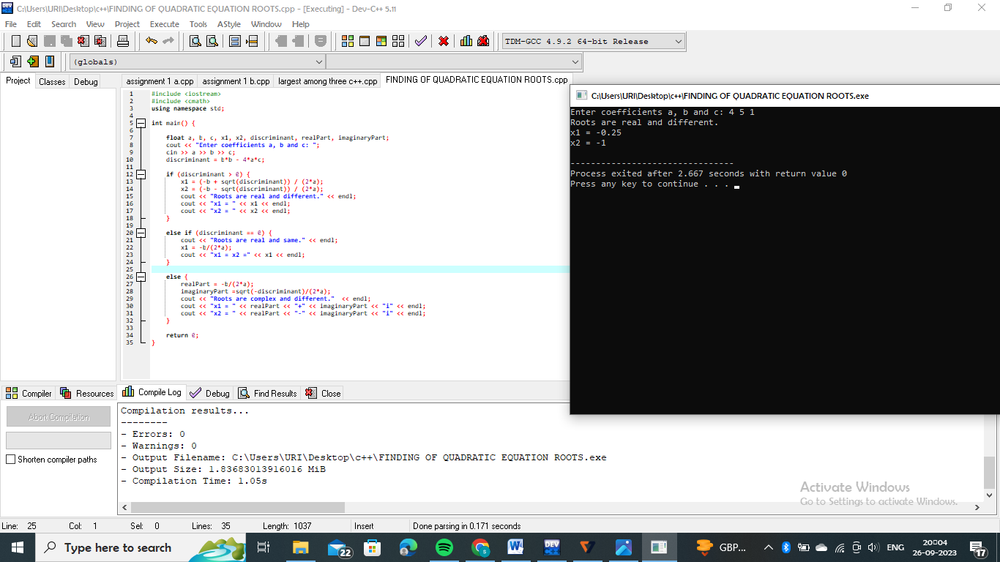 C:\Users\URI\Desktop\c++\FINDING OF QUADRATIC EQUATION ROOTS.cpp - [Executing] - Dev-C++ 5.11
File Edit Search View Project Execute Tools AStyle Window Help
TDM-GCC 4.9.2 64-bit Release
(globals)
Project Classes Debug
assignment 1 a.cpp assignment 1 b.cpp largest among three c++.cpp FINDING OF QUADRATIC EQUATION ROOTS.cpp
1 #include <iostream>
2 #include <cmath>
3 using namespace std;
4
5 int main() {
6
7 float a, b, c, x1, x2, discriminant, realPart, imaginaryPart;
8 cout << "Enter coefficients a, b and c: ";
9 cin >> a >> b >> c;
10 discriminant = b*b - 4*a*c;
11
12 if (discriminant > 0) {
13 x1 = (-b + sqrt(discriminant)) / (2*a);
14 x2 = (-b - sqrt(discriminant)) / (2*a);
15 cout << "Roots are real and different." << endl;
16 cout << "x1 = " << x1 << endl;
17 cout << "x2 = " << x2 << endl;
18 }
19
20 else if (discriminant == 0) {
21 cout << "Roots are real and same." << endl;
22 x1 = -b/(2*a);
23 cout << "x1 = x2 =" << x1 << endl;
24 }
25
26 else {
27 realPart = -b/(2*a);
28 imaginaryPart =sqrt(-discriminant)/(2*a);
29 cout << "Roots are complex and different."  << endl;
30 cout << "x1 = " << realPart << "+" << imaginaryPart << "i" << endl;
31 cout << "x2 = " << realPart << "-" << imaginaryPart << "i" << endl;
32 }
33
34 return 0;
35 }
C:\Users\URI\Desktop\c++\FINDING OF QUADRATIC EQUATION ROOTS.exe
Enter coefficients a, b and c: 4 5 1
Roots are real and different.
x1 = -0.25
x2 = -1
--------------------------------
Process exited after 2.667 seconds with return value 0
Press any key to continue . . .
Compiler Resources Compile Log Debug Find Results Close
Abort Compilation
Shorten compiler paths
Compilation results...
--------
- Errors: 0
- Warnings: 0
- Output Filename: C:\Users\URI\Desktop\c++\FINDING OF QUADRATIC EQUATION ROOTS.exe
- Output Size: 1.83683013916016 MiB
- Compilation Time: 1.05s
Activate Windows
Go to Settings to activate Windows.
Line: 25 Col: 1 Sel: 0 Lines: 35 Length: 1037 Insert Done parsing in 0.171 seconds
Type here to search
22
DEV
GBP...
ENG
20:04
26-09-2023
17